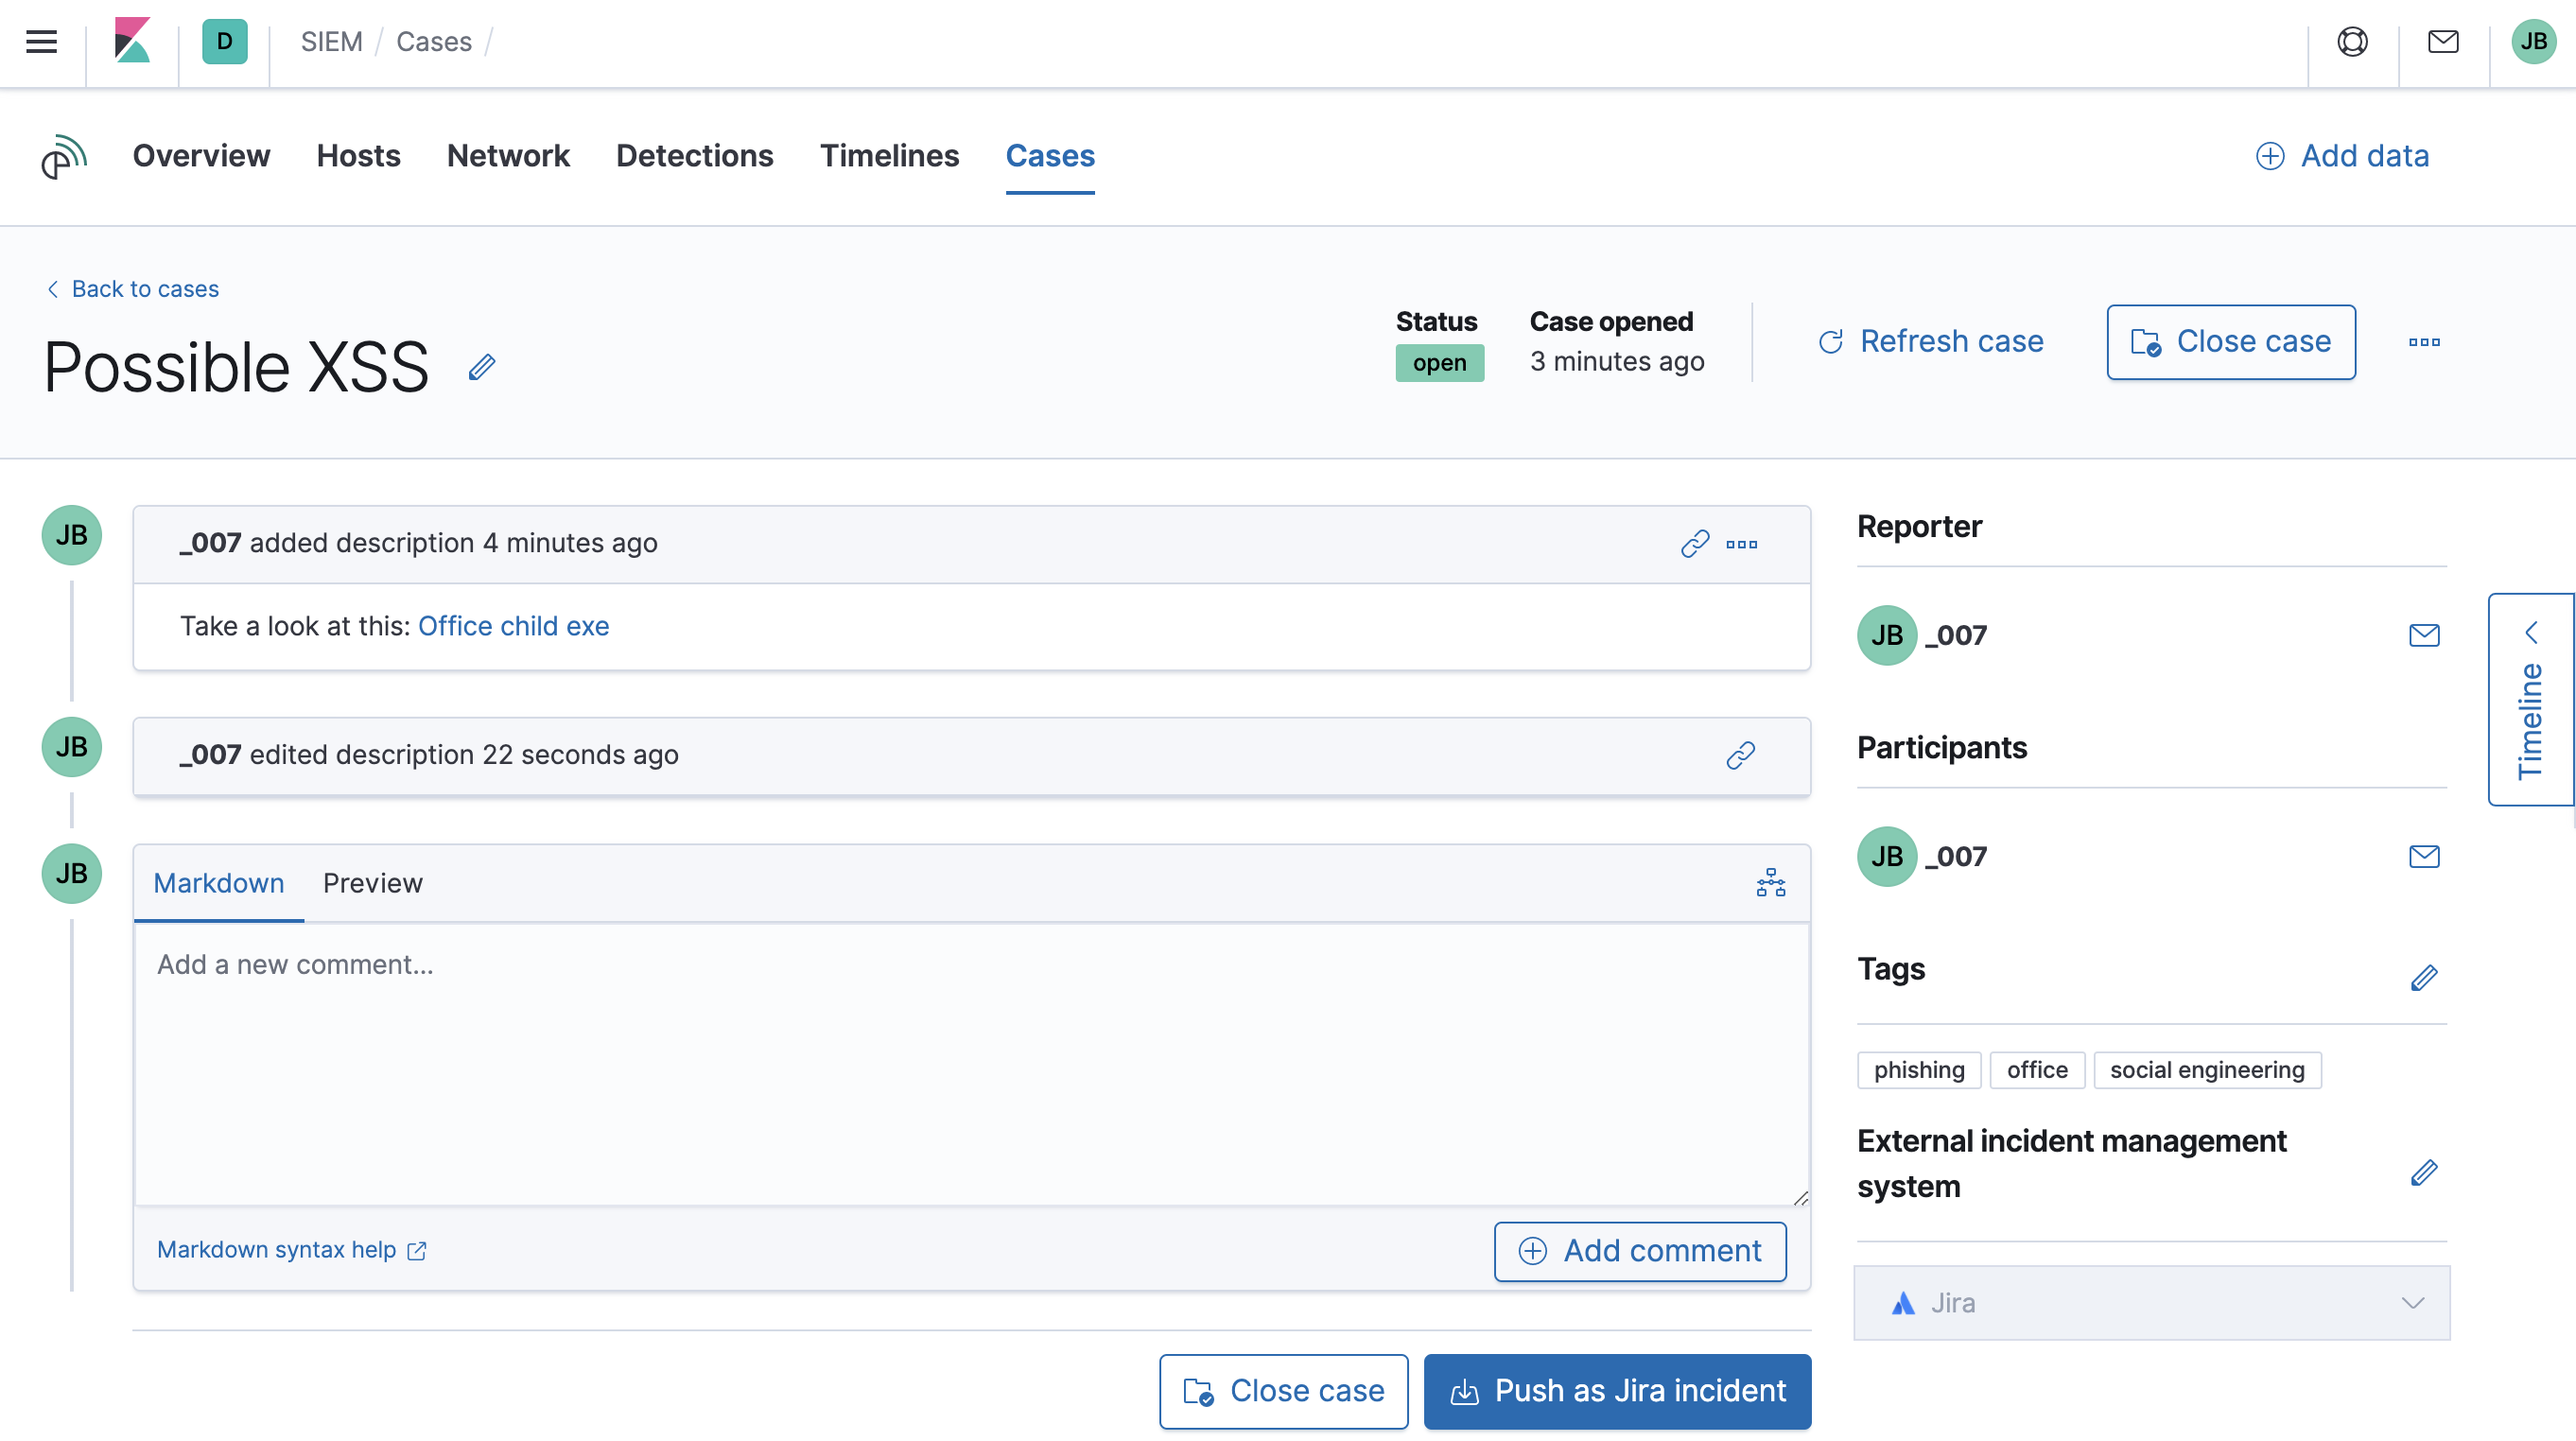 D SIEM / Cases / JB
Overview Hosts Network Detections Timelines Cases Add data
Back to cases
Possible XSS
Status Case opened
open 3 minutes ago
Refresh case Close case
JB _007 added description 4 minutes ago
Take a look at this: Office child exe
JB _007 edited description 22 seconds ago
JB Markdown Preview
Add a new comment...
Markdown syntax help Add comment
Close case Push as Jira incident
Reporter
JB _007
Participants
JB _007
Tags
phishing office social engineering
External incident management
system
Jira
Timeline